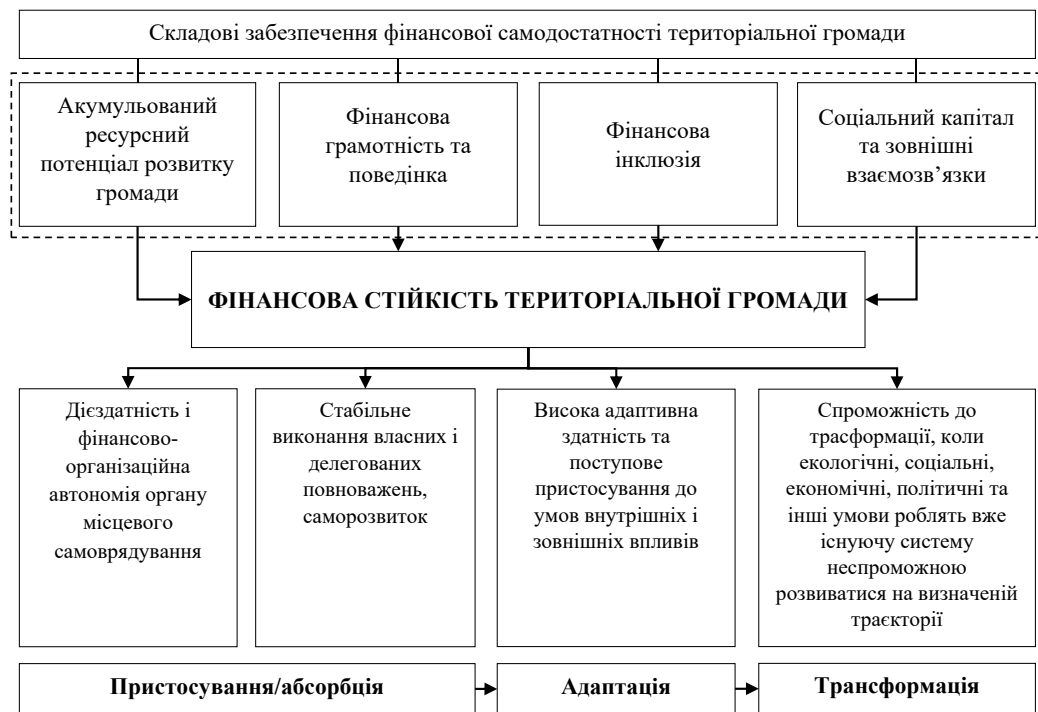 Складові забезпечення фінансової самодостатності територіальної громади
Акумульований
ресурсний
потенціал розвитку
громади
Фінансова
грамотність та
поведінка
Фінансова
інклюзія
Соціальний капітал
та зовнішні
взаємозв’язки
ФІНАНСОВА СТІЙКІСТЬ ТЕРИТОРІАЛЬНОЇ ГРОМАДИ
Дієздатність і
фінансово-
організаційна
автономія органу
місцевого
самоврядування
Стабільне
виконання власних і
делегованих
повноважень,
саморозвиток
Висока адаптивна
здатність та
поступове
пристосування до
умов внутрішніх і
зовнішніх впливів
Спроможність до
трасформації, коли
екологічні, соціальні,
економічні, політичні та
інші умови роблять вже
існуючу систему
неспроможною
розвиватися на визначеній
траєкторії
Пристосування/абсорбція
Адаптація
Трансформація